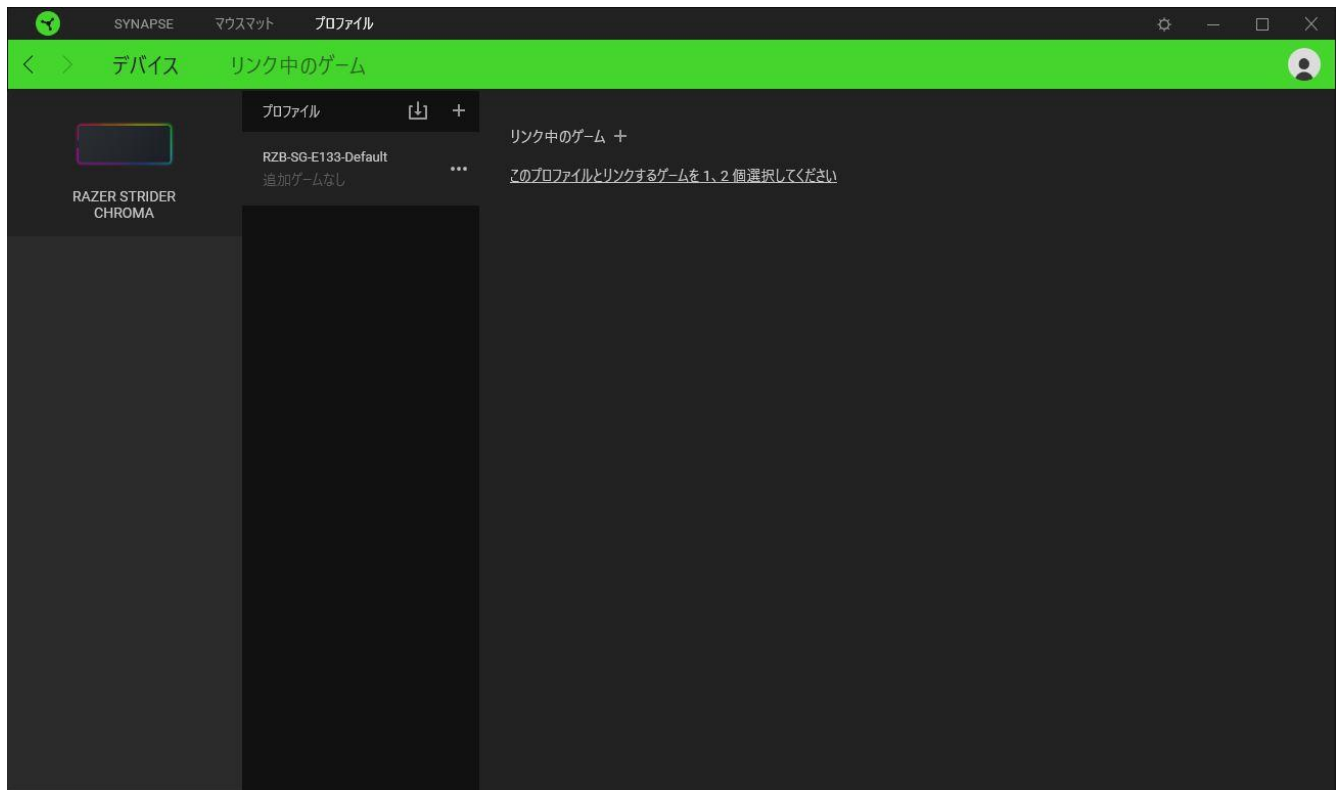 SYNAPSE マウスマット プロファイル
デバイス リンク中のゲーム
プロファイル
リンク中のゲーム
RZB-SG-E133-Default
追加ゲームなし
このプロファイルとリンクするゲームを 1、2 個選択してください
RAZER STRIDER
CHROMA